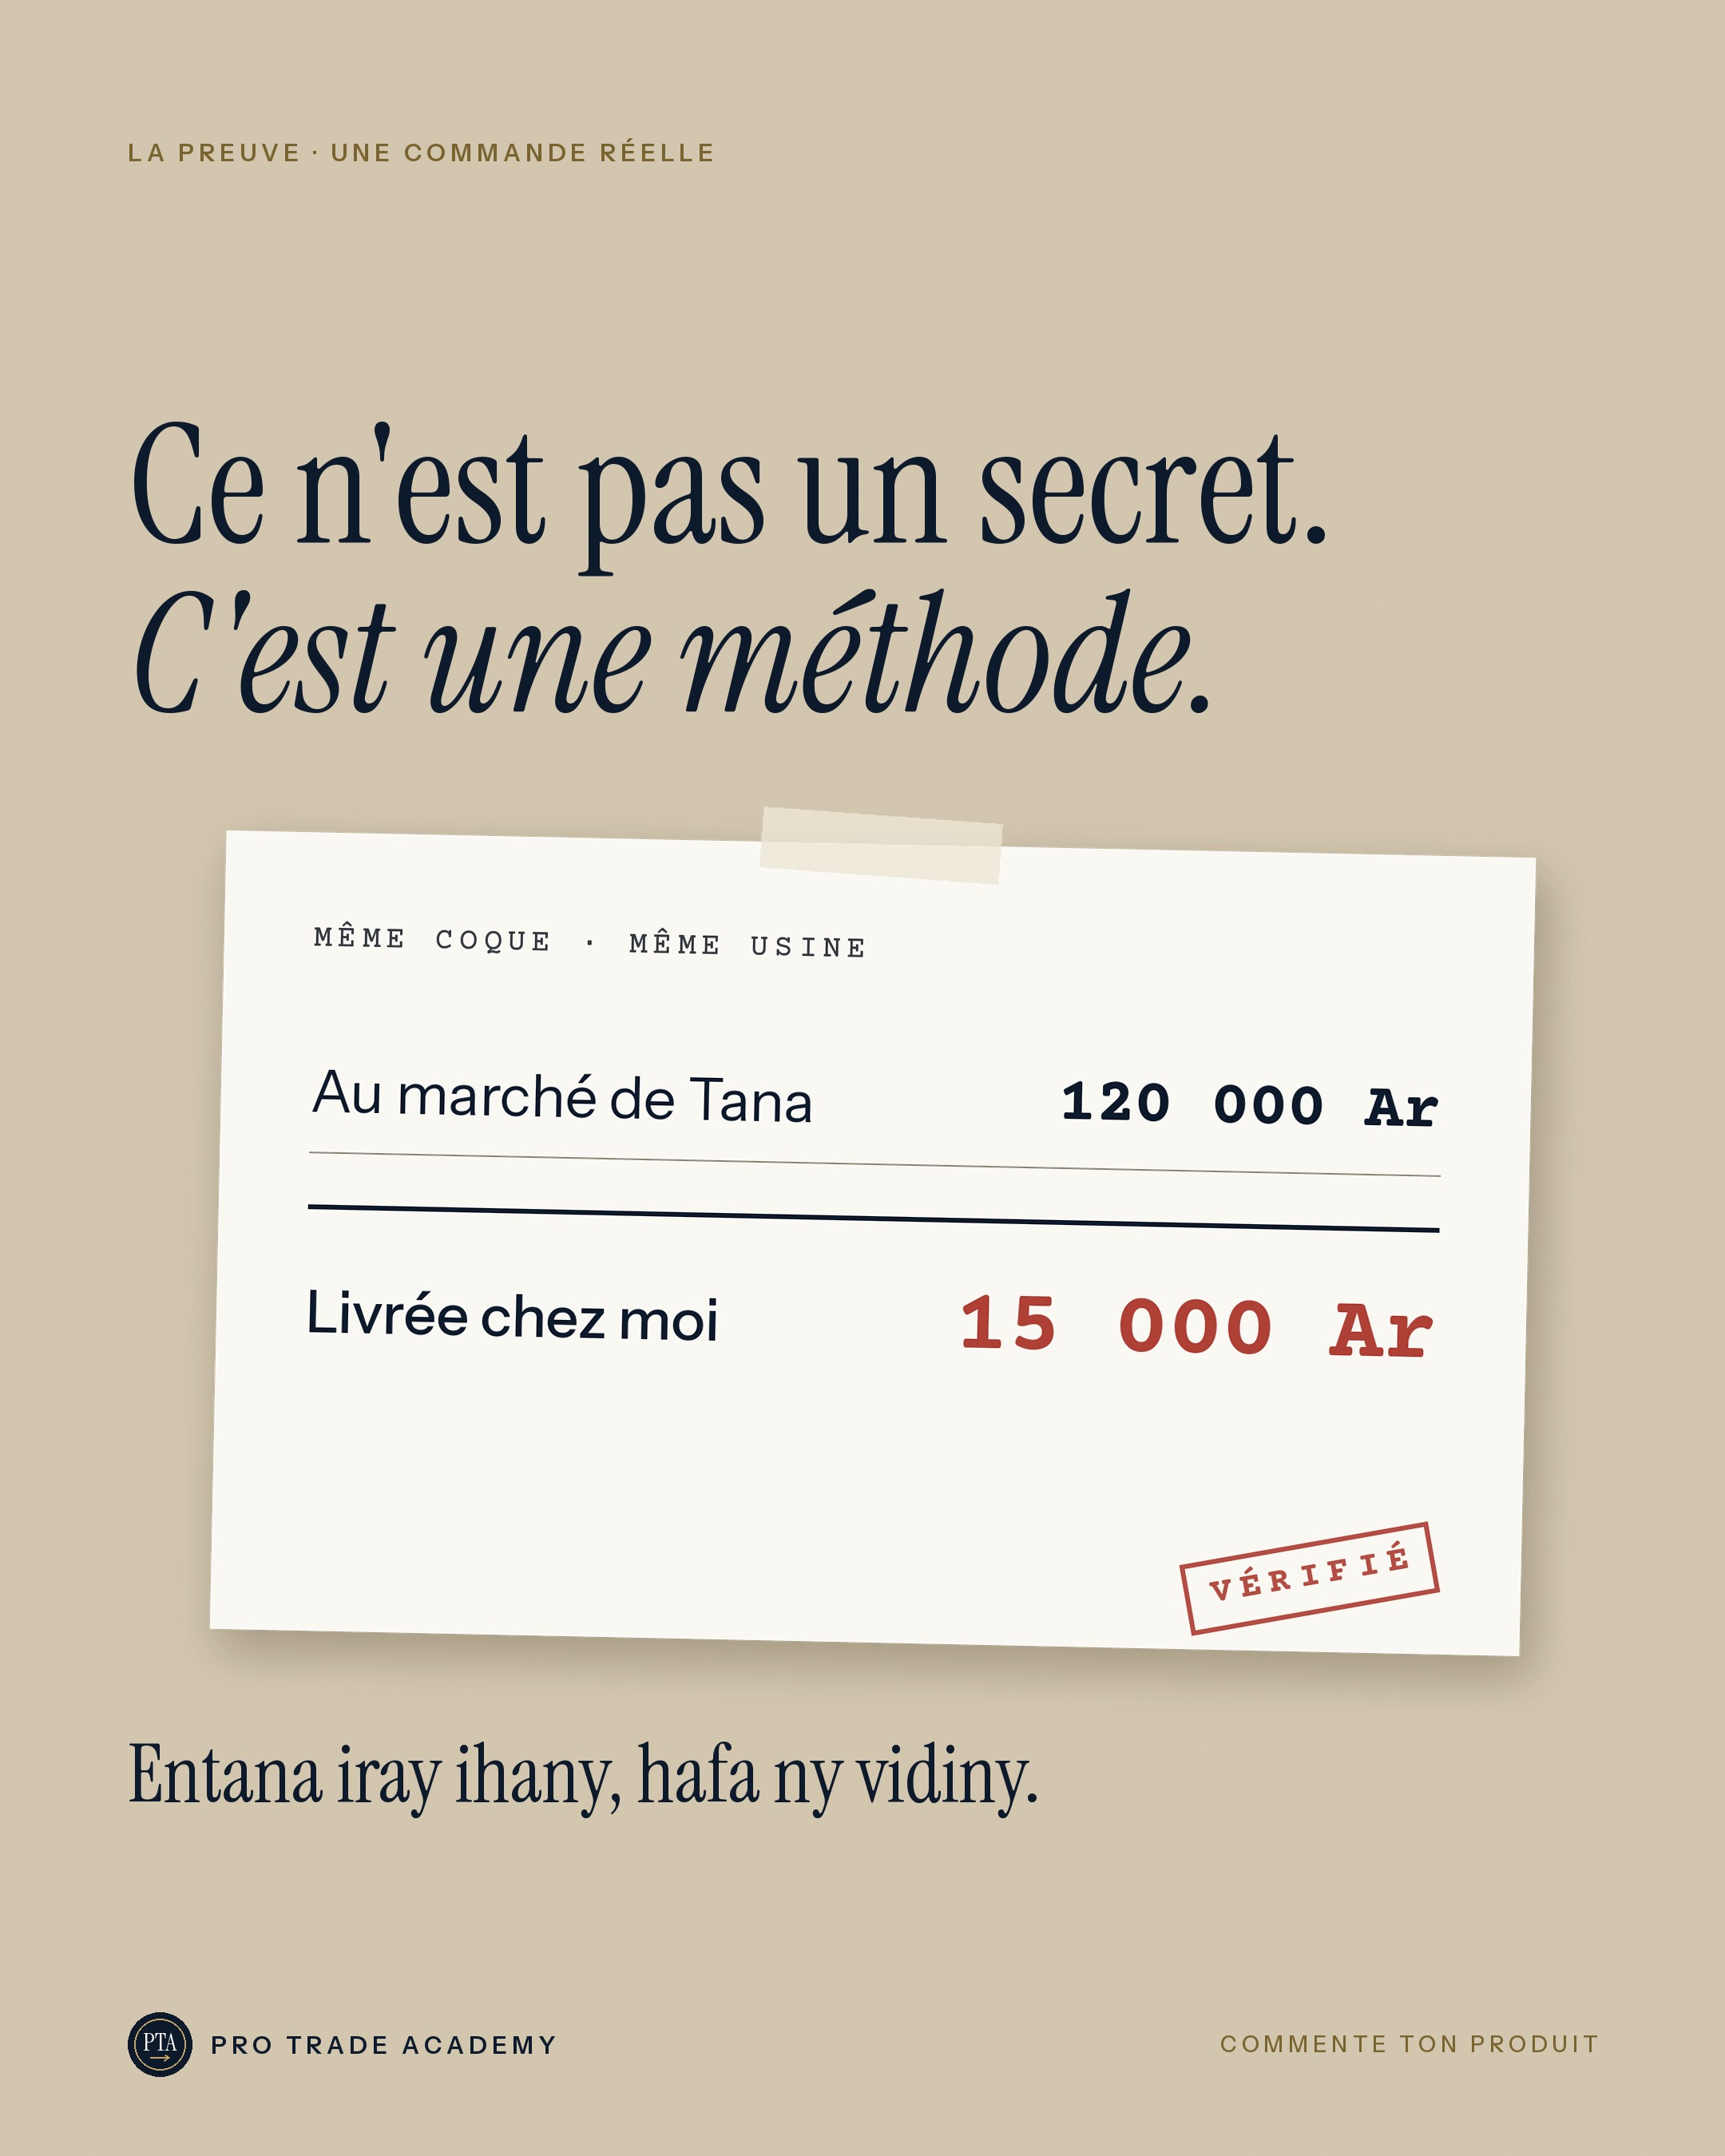 LA PREUVE · UNE COMMANDE RÉELLE
Ce n'est pas un secret.
C'est une méthode.
MÊME COQUE · MÊME USINE
Au marché de Tana 120 000 Ar
Livrée chez moi 15 000 Ar
VÉRIFIÉ
Entana iray ihany, hafa ny vidiny.
PTA PRO TRADE ACADEMY
COMMENTE TON PRODUIT